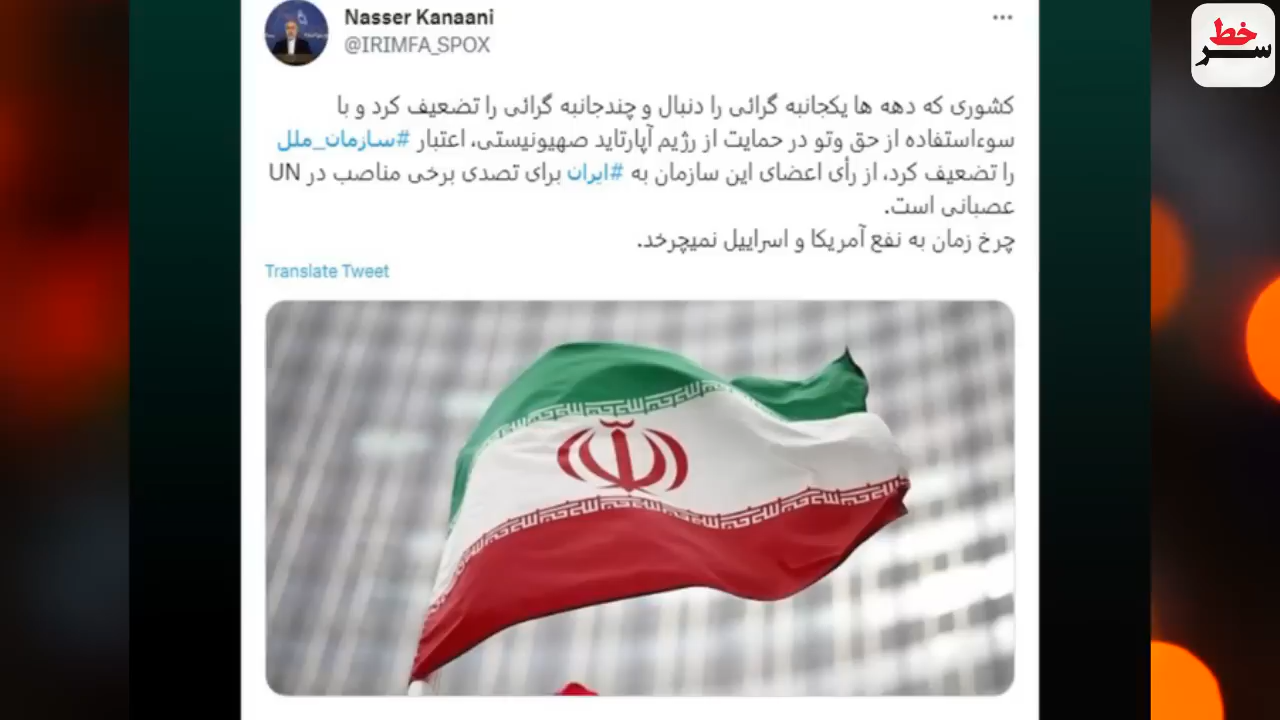 Nasser Kanaani
@IRIMFA_SPOX
خط
سر
کشوری که دهه ها یکجانبه گرائی را دنبال و چندجانبه گرائی را تضعیف کرد و با
سوءاستفاده از حق وتو در حمایت از رژیم آپارتاید صهیونیستی، اعتبار #سازمان_ملل
را تضعیف کرد، از رأی اعضای این سازمان به #ایران برای تصدی برخی مناصب در UN
عصبانی است.
چرخ زمان به نفع آمریکا و اسراییل نمیچرخد.
Translate Tweet